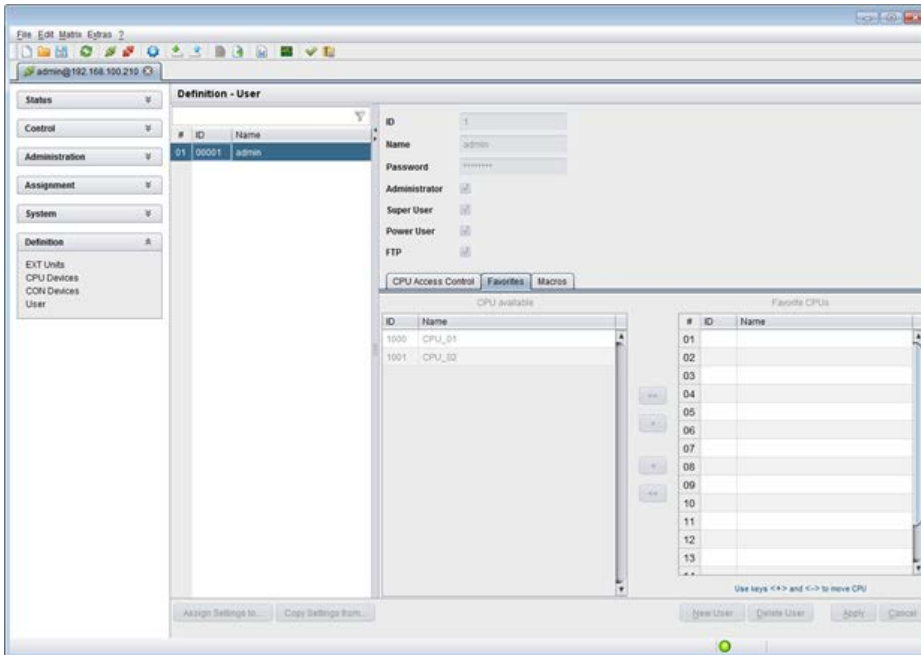 File Edit Matrix Extras ?
admin@192.168.100.210
Status
Control
Administration
Assignment
System
Definition
EXT Units
CPU Devices
CON Devices
User
Definition - User
# ID Name
01 00001 admin
ID 1
Name admin
Password ********
Administrator
Super User
Power User
FTP
CPU Access Control Favorites Macros
CPU available
ID Name
1000 CPU_01
1001 CPU_02
Favorite CPUs
# ID Name
01
02
03
04
05
06
07
08
09
10
11
12
13
Use keys <+> and <-> to move CPU
Assign Settings to... Copy Settings from...
New User Delete User Apply Cancel